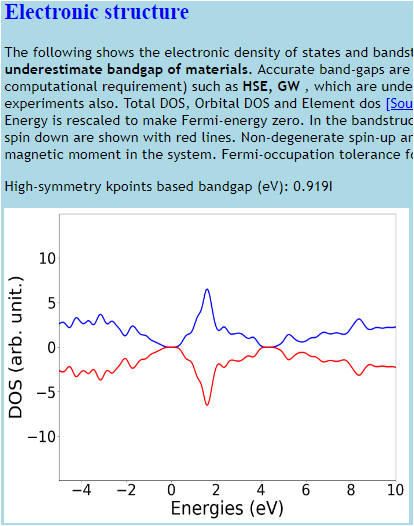 Electronic structure
The following shows the electronic density of states and bandst
underestimate bandgap of materials. Accurate band-gaps are
computational requirement) such as HSE, GW , which are unde
experiments also. Total DOS, Orbital DOS and Element dos [Sou
Energy is rescaled to make Fermi-energy zero. In the bandstruc
spin down are shown with red lines. Non-degenerate spin-up an
magnetic moment in the system. Fermi-occupation tolerance fo
High-symmetry kpoints based bandgap (eV): 0.919I
10
5
0
−5
−10
DOS (arb. unit.)
−4 −2 0 2 4 6 8 10
Energies (eV)